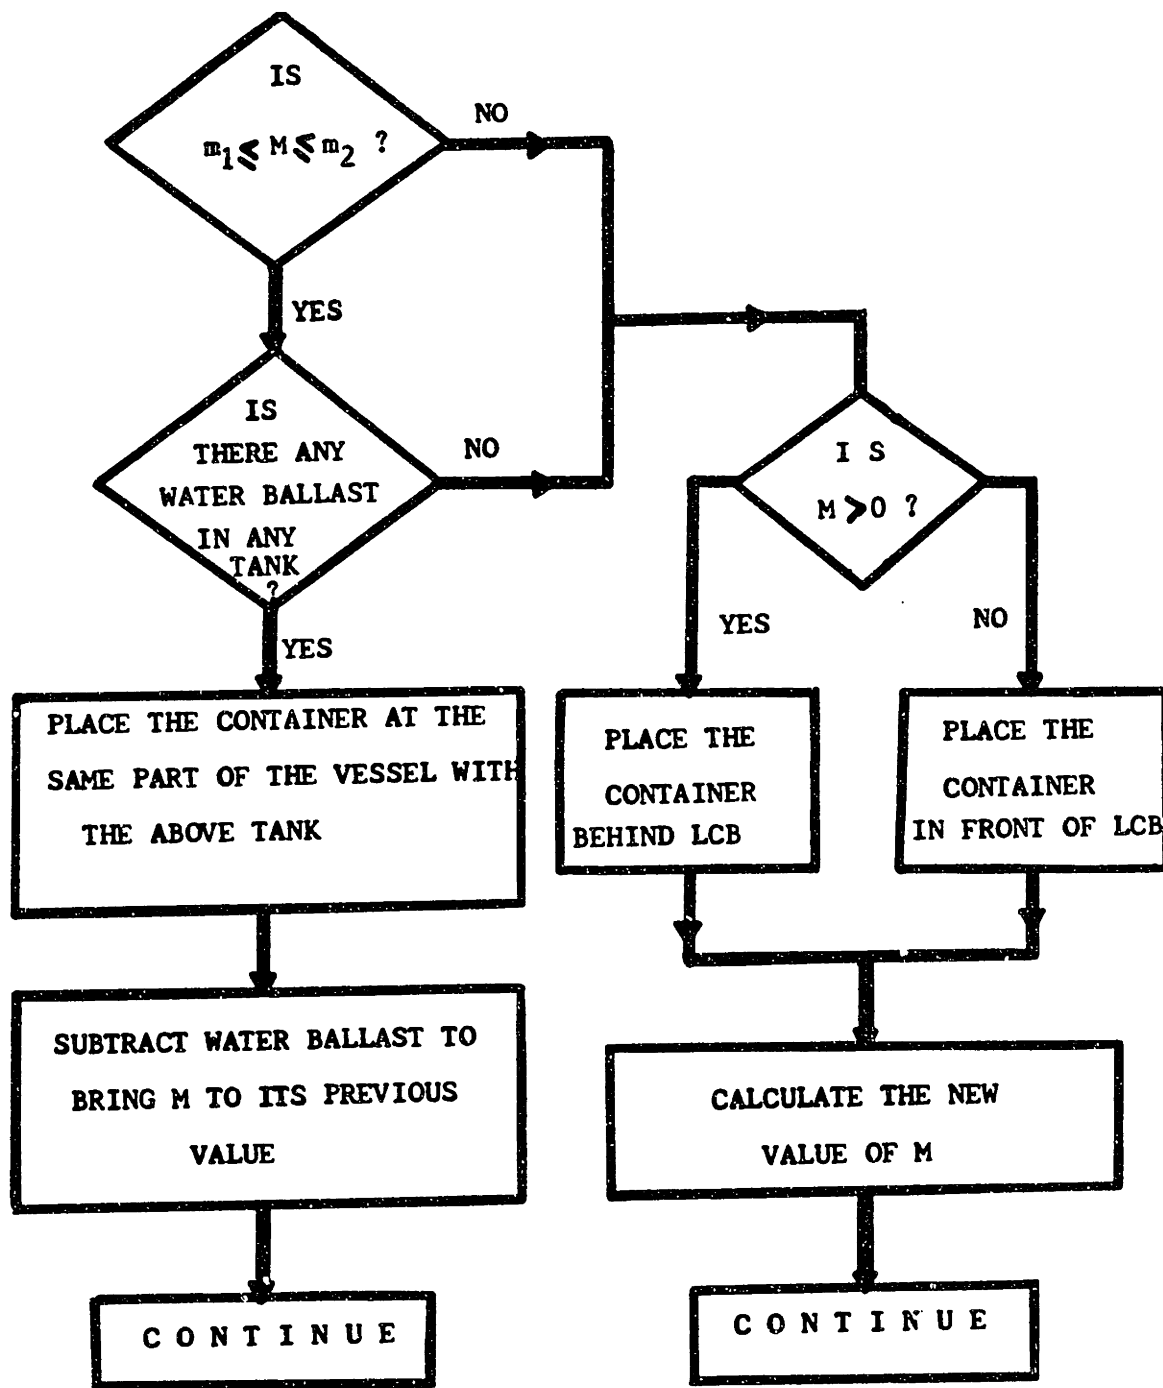 IS
m1 ≤ M ≤ m2 ?
NO
YES
IS
THERE ANY
WATER BALLAST
IN ANY
TANK
?
NO
YES
PLACE THE CONTAINER AT THE
SAME PART OF THE VESSEL WITH
THE ABOVE TANK
SUBTRACT WATER BALLAST TO
BRING M TO ITS PREVIOUS
VALUE
C O N T I N U E
I S
M > 0 ?
YES
NO
PLACE THE
CONTAINER
BEHIND LCB
PLACE THE
CONTAINER
IN FRONT OF LCB
CALCULATE THE NEW
VALUE OF M
C O N T I N U E